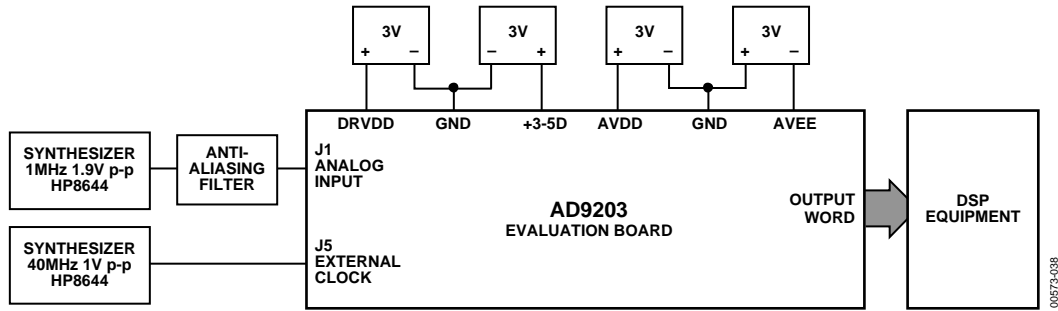 3V
+ −
3V
− +
3V
+ −
3V
+ −
DRVDD GND +3-5D AVDD GND AVEE
SYNTHESIZER
1MHz 1.9V p-p
HP8644
ANTI-
ALIASING
FILTER
J1
ANALOG
INPUT
AD9203
EVALUATION BOARD
OUTPUT
WORD
DSP
EQUIPMENT
SYNTHESIZER
40MHz 1V p-p
HP8644
J5
EXTERNAL
CLOCK
00573-038